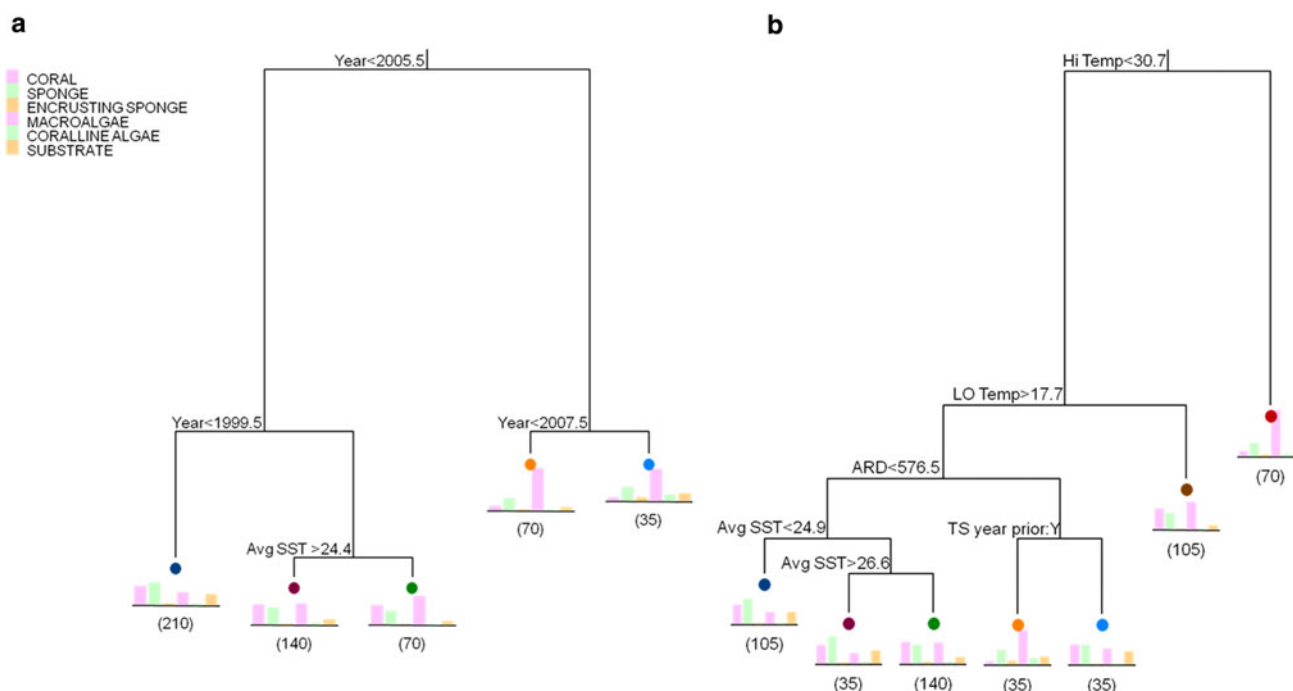 a
Year<2005.5
CORAL
SPONGE
ENCRUSTING SPONGE
MACROALGAE
CORALLINE ALGAE
SUBSTRATE
Year<1999.5
Year<2007.5
(70)
(35)
Avg SST >24.4
(210)
(140)
(70)
b
Hi Temp<30.7
LO Temp>17.7
(70)
ARD<576.5
(105)
Avg SST<24.9
TS year prior:Y
Avg SST>26.6
(105)
(35)
(140)
(35)
(35)